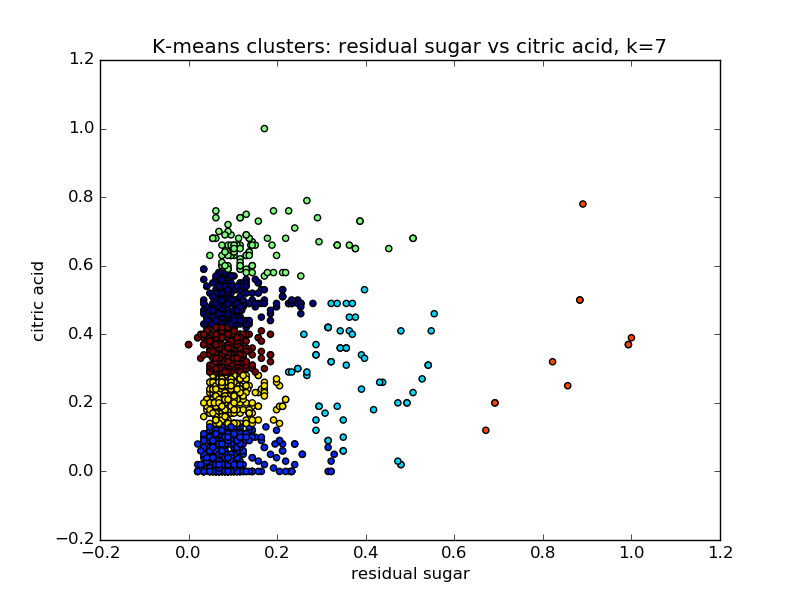 K-means clusters: residual sugar vs citric acid, k=7
1.2
1.0
0.8
0.6
0.4
0.2
0.0
−0.2
citric acid
−0.2 0.0 0.2 0.4 0.6 0.8 1.0 1.2
residual sugar